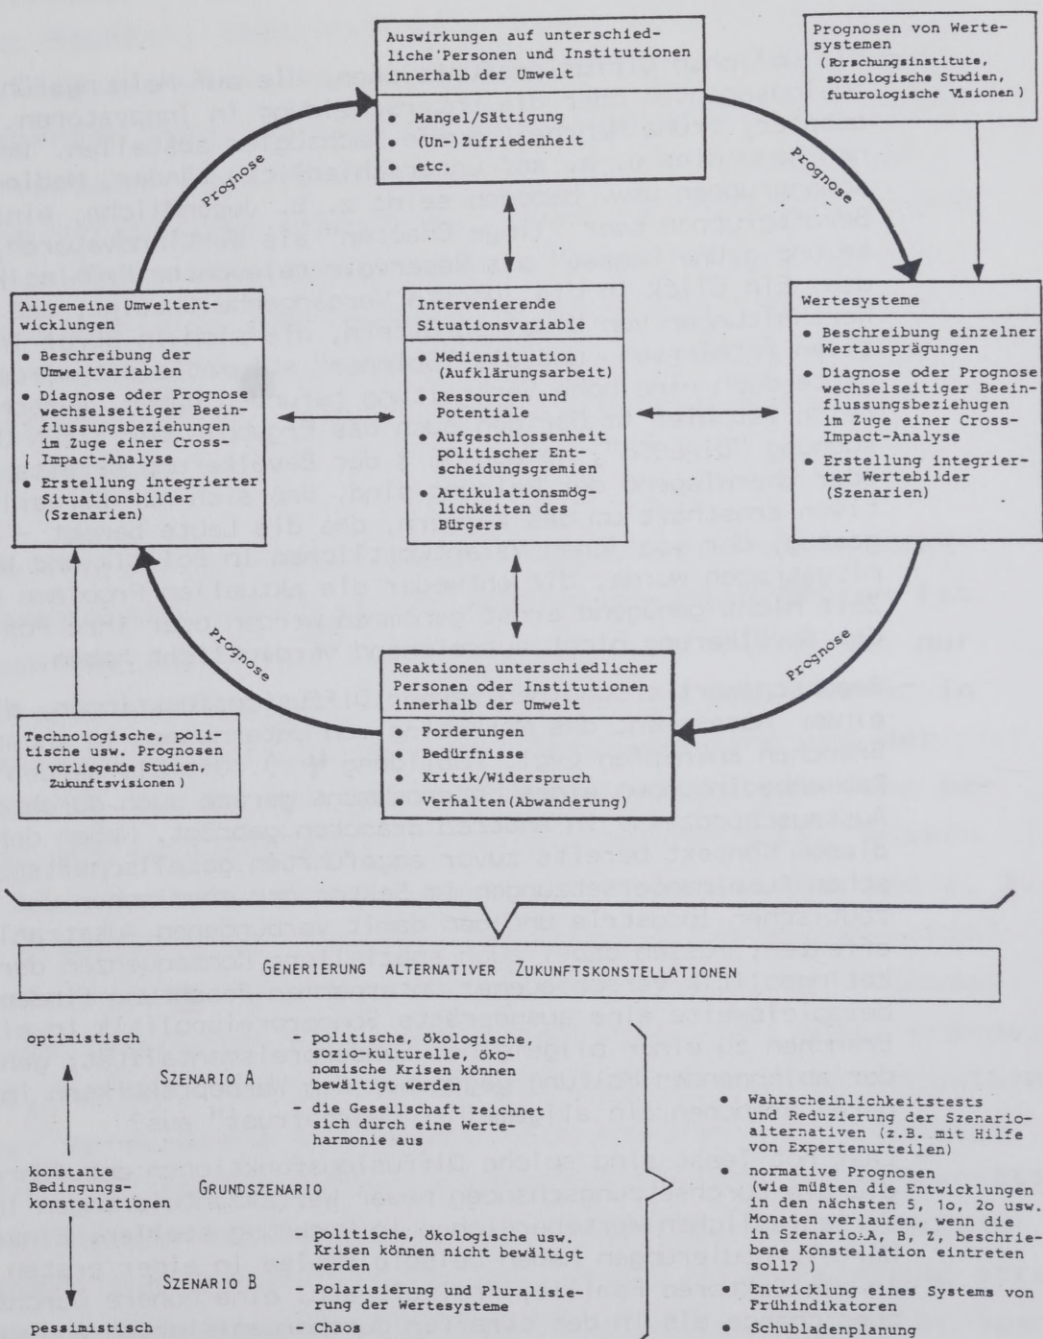 Auswirkungen auf unterschied-
liche Personen und Institutionen
innerhalb der Umwelt
● Mangel/Sättigung
● (Un-)Zufriedenheit
● etc.
Prognosen von Werte-
systemen
(Forschungsinstitute,
soziologische Studien,
futurologische Visionen)
Prognose
Prognose
Allgemeine Umweltent-
wicklungen
● Beschreibung der
Umweltvariablen
● Diagnose oder Prognose
wechselseitiger Beein-
flussungsbeziehungen
im Zuge einer Cross-
Impact-Analyse
● Erstellung integrierter
Situationsbilder
(Szenarien)
Intervenierende
Situationsvariable
● Mediensituation
(Aufklärungsarbeit)
● Ressourcen und
Potentiale
● Aufgeschlossenheit
politischer Ent-
scheidungsgremien
● Artikulationsmög-
lichkeiten des
Bürgers
Wertesysteme
● Beschreibung einzelner
Wertausprägungen
● Diagnose oder Prognose
wechselseitiger Beein-
flussungsbeziehugen
im Zuge einer Cross-
Impact-Analyse
● Erstellung integrier-
ter Wertebilder
(Szenarien)
Prognose
Prognose
Reaktionen unterschiedlicher
Personen oder Institutionen
innerhalb der Umwelt
● Forderungen
● Bedürfnisse
● Kritik/Widerspruch
● Verhalten(Abwanderung)
Technologische, poli-
tische usw. Prognosen
( vorliegende Studien,
Zukunftsvisionen)
GENERIERUNG ALTERNATIVER ZUKUNFTSKONSTELLATIONEN
optimistisch
SZENARIO A
– politische, ökologische,
sozio-kulturelle, öko-
nomische Krisen können
bewältigt werden
– die Gesellschaft zeichnet
sich durch eine Werte-
harmonie aus
konstante
Bedingungs-
konstellationen
GRUNDSZENARIO
– politische, ökologische usw.
Krisen können nicht bewältigt
werden
SZENARIO B
– Polarisierung und Pluralisie-
rung der Wertesysteme
pessimistisch
– Chaos
● Wahrscheinlichkeitstests
und Reduzierung der Szenario-
alternativen (z.B. mit Hilfe
von Expertenurteilen)
● normative Prognosen
(wie müßten die Entwicklungen
in den nächsten 5, 1o, 2o usw.
Monaten verlaufen, wenn die
in Szenario A, B, Z, beschrie-
bene Konstellation eintreten
soll? )
● Entwicklung eines Systems von
Frühindikatoren
● Schubladenplanung